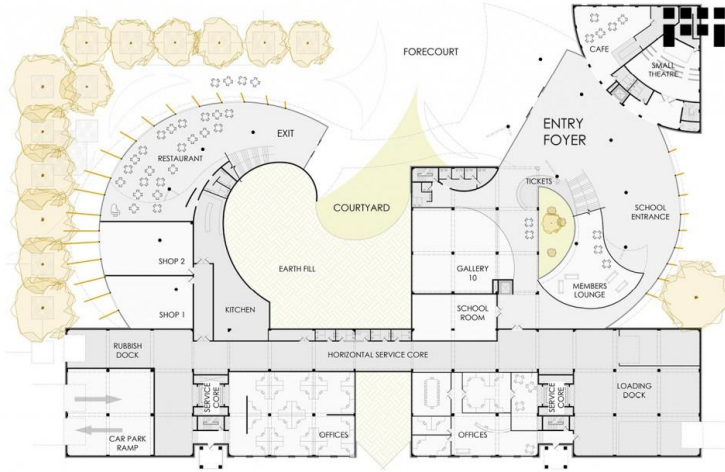 FORECOURT
CAFE
SMALL
THEATRE
ENTRY
FOYER
EXIT
RESTAURANT
TICKETS
COURTYARD
SCHOOL
ENTRANCE
SHOP 2
EARTH FILL
GALLERY
10
MEMBERS
LOUNGE
SHOP 1
KITCHEN
SCHOOL
ROOM
RUBBISH
DOCK
HORIZONTAL SERVICE CORE
SERVICE
CORE
SERVICE
CORE
LOADING
DOCK
CAR PARK
RAMP
OFFICES
OFFICES